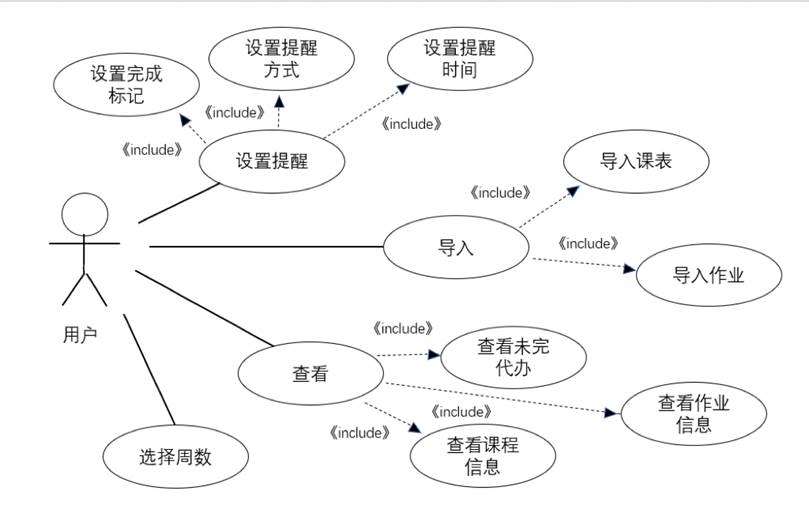 设置提醒
方式
设置提醒
时间
设置完成
标记
《include》
《include》
《include》
设置提醒
导入课表
《include》
导入
《include》
导入作业
用户
《include》
查看未完
代办
查看
查看作业
信息
《include》
《include》
查看课程
信息
选择周数